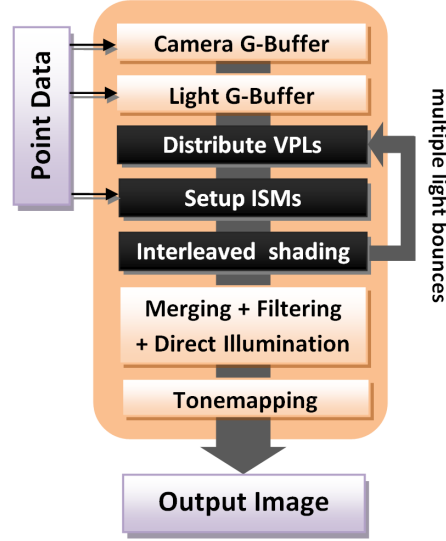 Point Data
Camera G-Buffer
Light G-Buffer
Distribute VPLs
Setup ISMs
Interleaved shading
multiple light bounces
Merging + Filtering
+ Direct Illumination
Tonemapping
Output Image